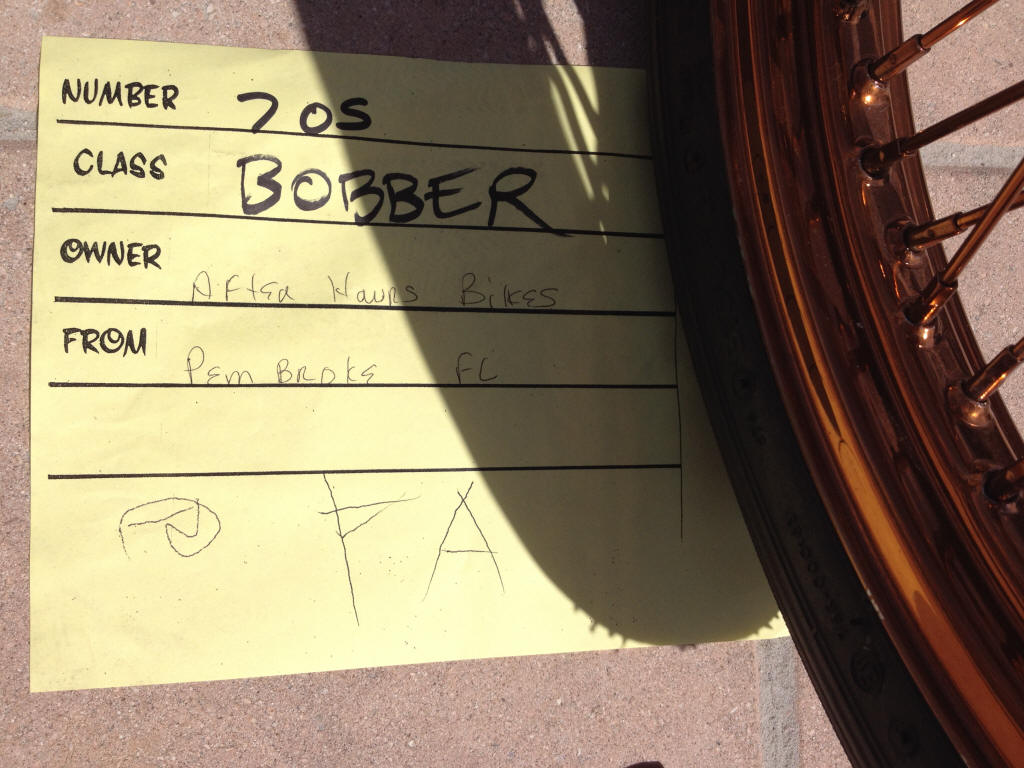 NUMBER 705
CLASS BOBBER
OWNER After Hours Bikes
FROM Pem Broke FL
FA